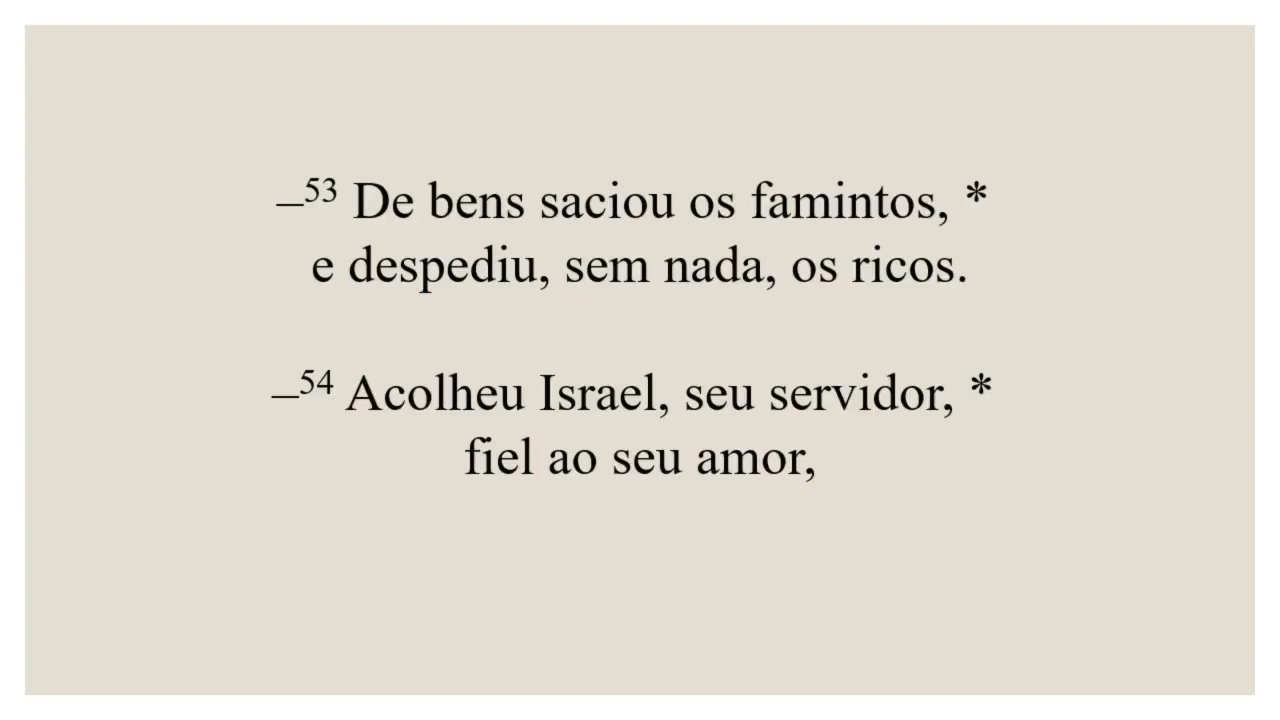 –⁵³ De bens saciou os famintos, *
e despediu, sem nada, os ricos.
–⁵⁴ Acolheu Israel, seu servidor, *
fiel ao seu amor,